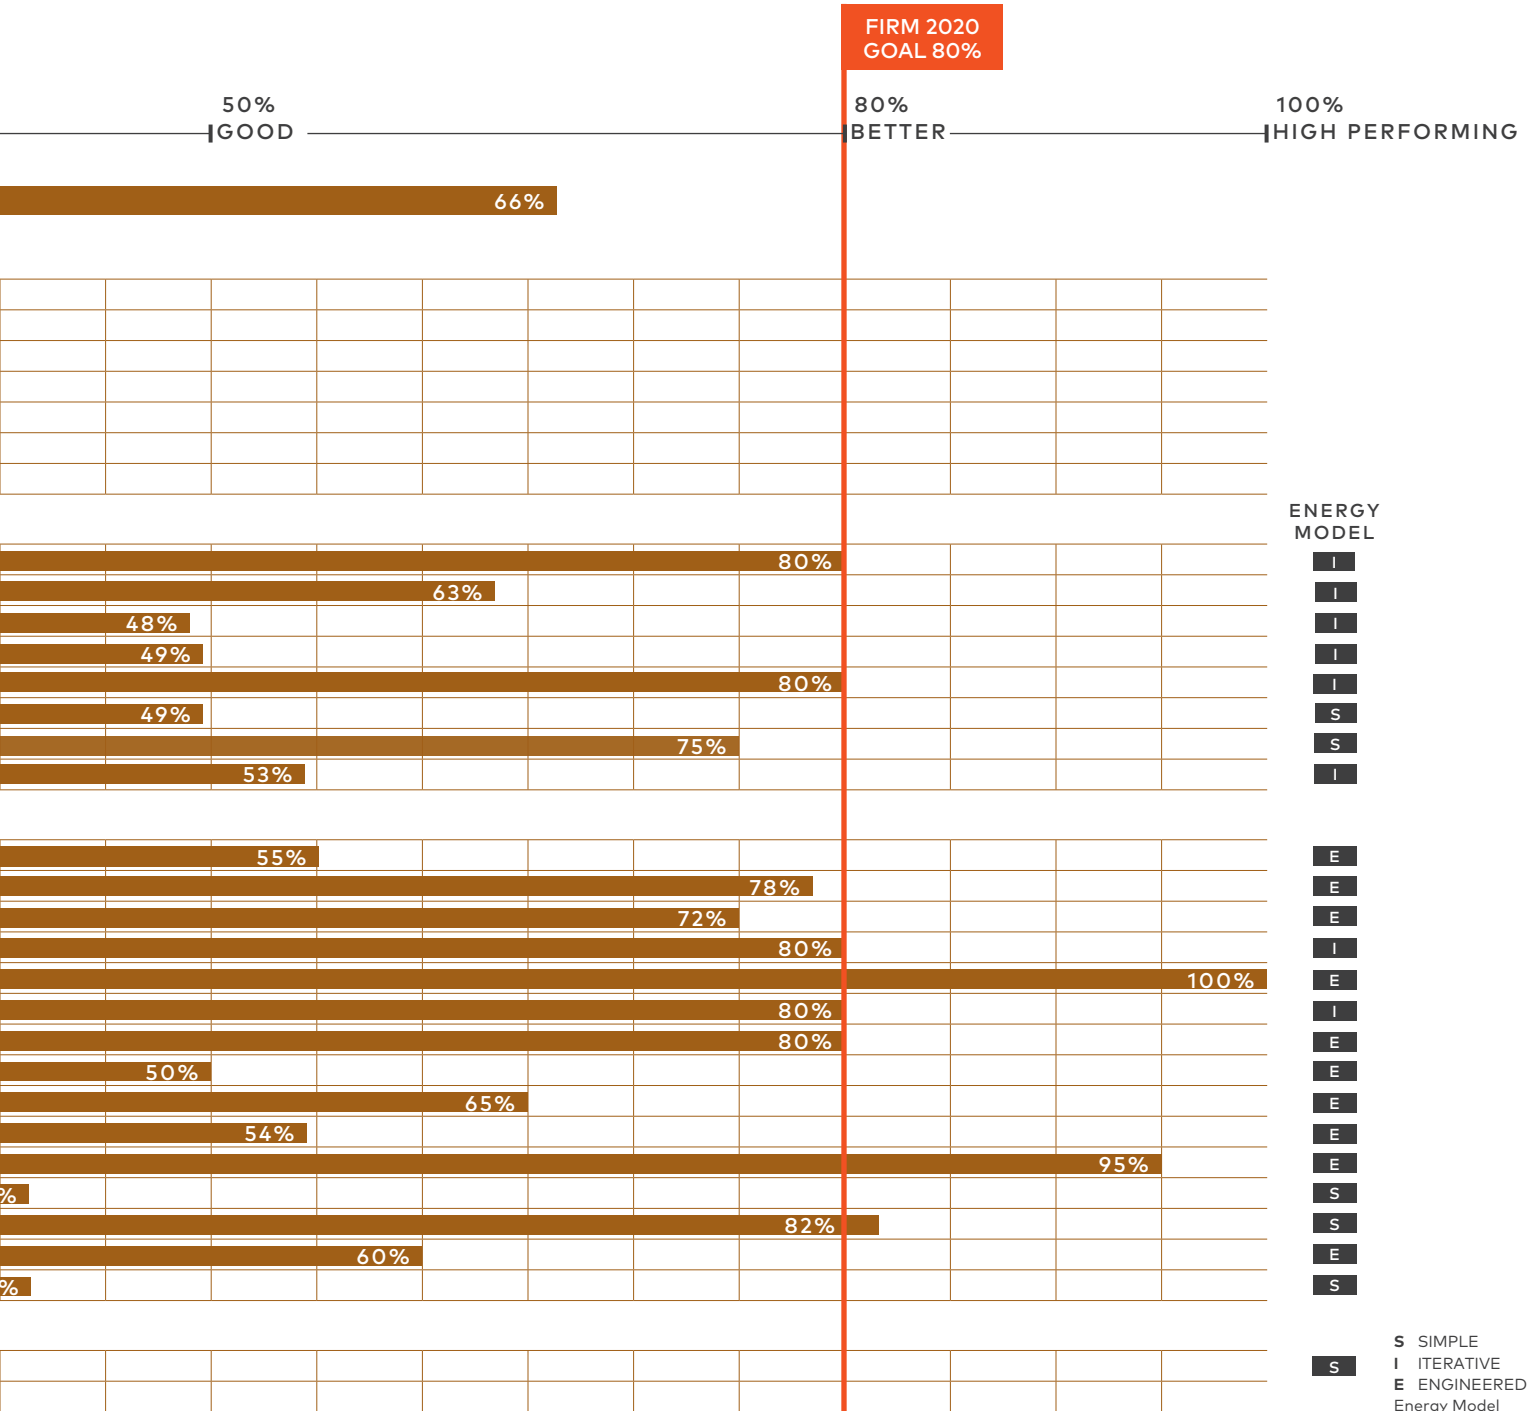 FIRM 2020
GOAL 80%
50%
GOOD
80%
BETTER
100%
HIGH PERFORMING
66%
ENERGY
MODEL
80% I
63% I
48% I
49% I
80% I
49% S
75% S
53% I
55% E
78% E
72% E
80% I
100% E
80% I
80% E
50% E
65% E
54% E
95% E
% S
82% S
60% E
% S
S
S SIMPLE
I ITERATIVE
E ENGINEERED
Energy Model